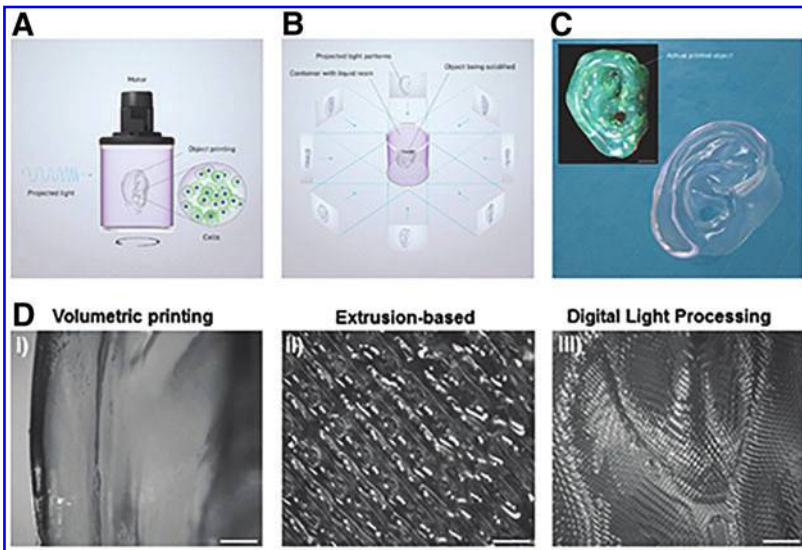 A
B
C
Motor
Object printing
Projected light
Cells
Projected light patterns
Container with liquid resin
Object being solidified
Actual printed object
D
Volumetric printing
Extrusion-based
Digital Light Processing
i)
ii)
iii)